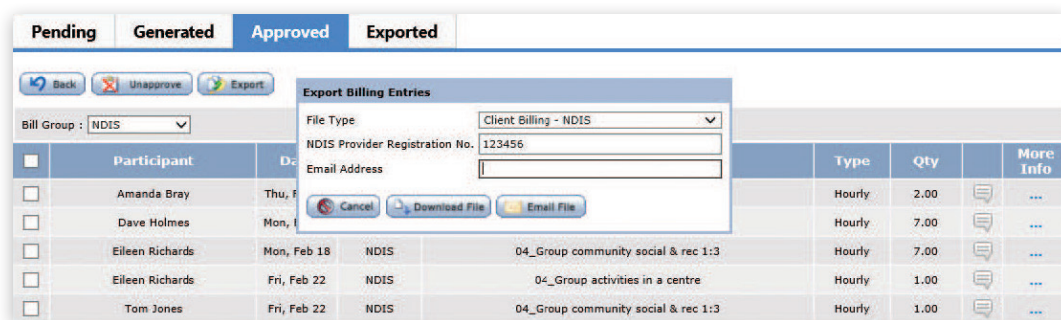 Pending Generated Approved Exported
Back Unapprove Export
Export Billing Entries
File Type Client Billing - NDIS
Bill Group : NDIS
NDIS Provider Registration No. 123456
Email Address
Participant Da Type Qty More Info
Cancel Download File Email File
Amanda Bray Thu, F Hourly 2.00 ...
Dave Holmes Mon, Hourly 7.00 ...
Eileen Richards Mon, Feb 18 NDIS 04_Group community social & rec 1:3 Hourly 7.00 ...
Eileen Richards Fri, Feb 22 NDIS 04_Group activities in a centre Hourly 1.00 ...
Tom Jones Fri, Feb 22 NDIS 04_Group community social & rec 1:3 Hourly 1.00 ...